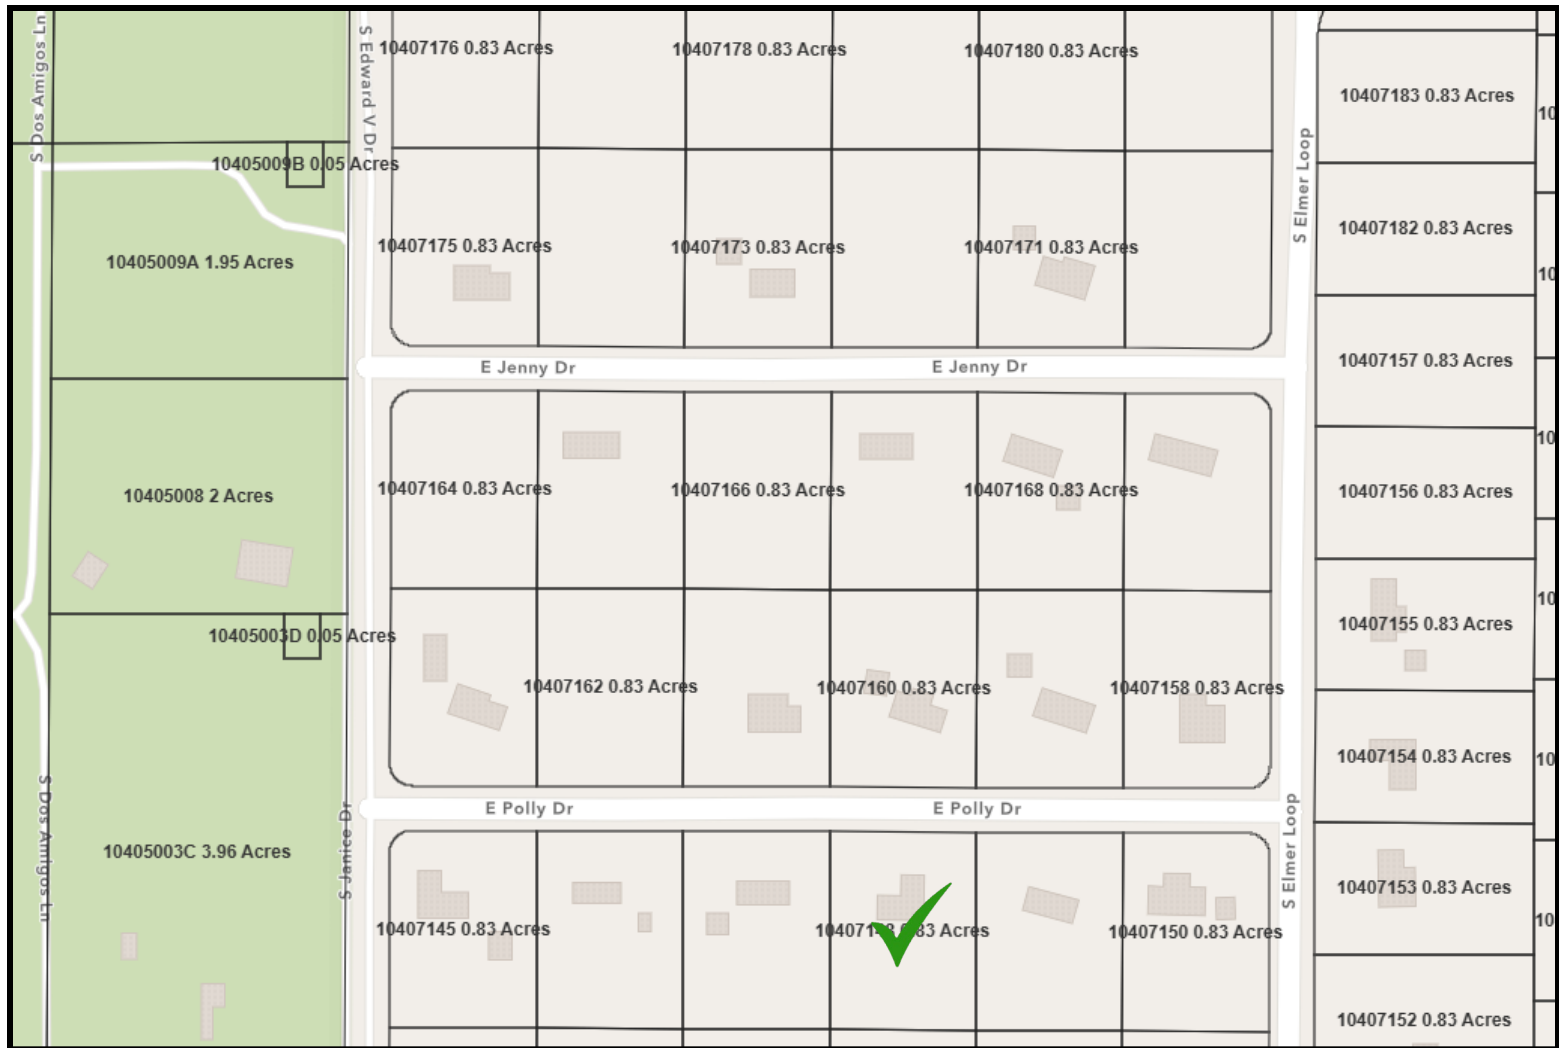 S Dos Amigos Ln
S Edward V Dr
10407176 0.83 Acres
10407178 0.83 Acres
10407180 0.83 Acres
10407183 0.83 Acres
10
10405009B 0.05 Acres
S Elmer Loop
10407182 0.83 Acres
10405009A 1.95 Acres
10407175 0.83 Acres
10407173 0.83 Acres
10407171 0.83 Acres
10
E Jenny Dr
E Jenny Dr
10407157 0.83 Acres
10
10405008 2 Acres
10407164 0.83 Acres
10407166 0.83 Acres
10407168 0.83 Acres
10407156 0.83 Acres
10
10405003D 0.05 Acres
10407155 0.83 Acres
10407162 0.83 Acres
10407160 0.83 Acres
10407158 0.83 Acres
10407154 0.83 Acres
10
S Dos Amigos Ln
S Janice Dr
E Polly Dr
E Polly Dr
S Elmer Loop
10405003C 3.96 Acres
10407153 0.83 Acres
10
10407145 0.83 Acres
Acres
10407150 0.83 Acres
10407152 0.83 Acres